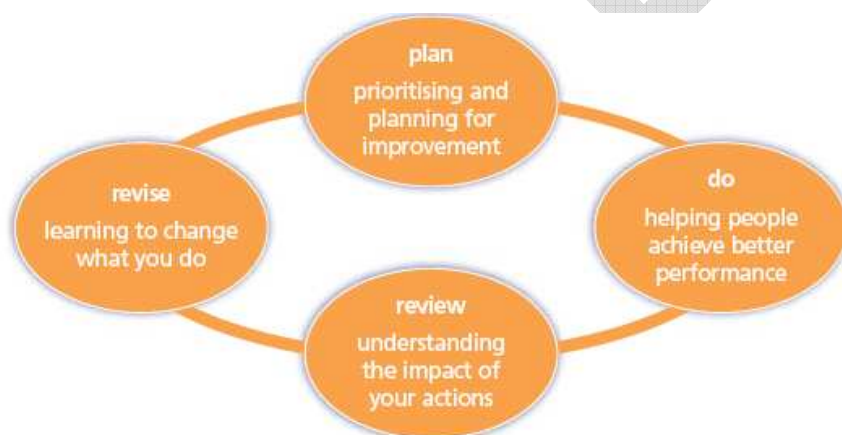 plan
prioritising and
planning for
improvement
do
helping people
achieve better
performance
review
understanding
the impact of
your actions
revise
learning to change
what you do